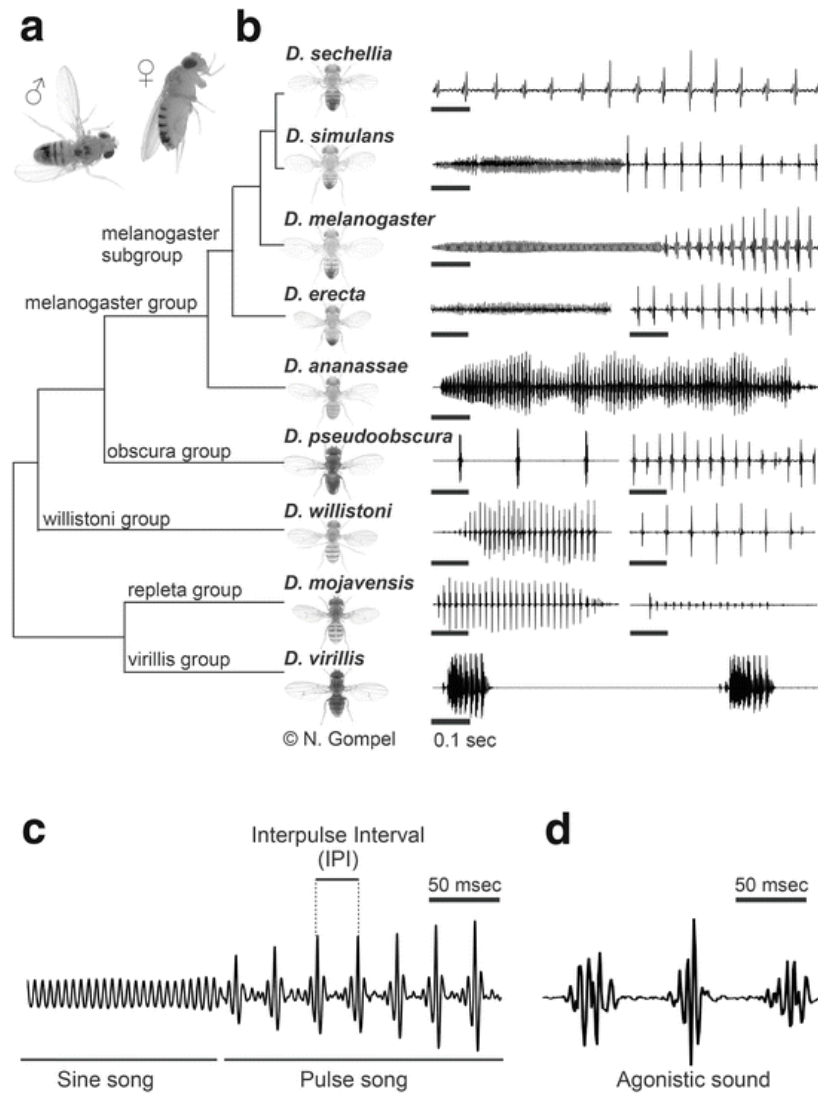 a
b
♂
♀
D. sechellia
D. simulans
D. melanogaster
melanogaster
subgroup
D. erecta
melanogaster group
D. ananassae
D. pseudoobscura
obscura group
D. willistoni
willistoni group
D. mojavensis
repleta group
D. virillis
virillis group
© N. Gompel
0.1 sec
c
Interpulse Interval
(IPI)
50 msec
Sine song
Pulse song
d
50 msec
Agonistic sound